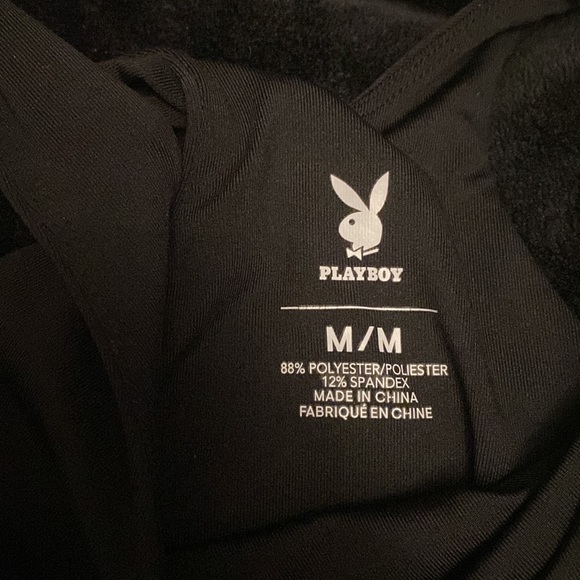 PLAYBOY
M/M
88% POLYESTER/POLIESTER
12% SPANDEX
MADE IN CHINA
FABRIQUÉ EN CHINE